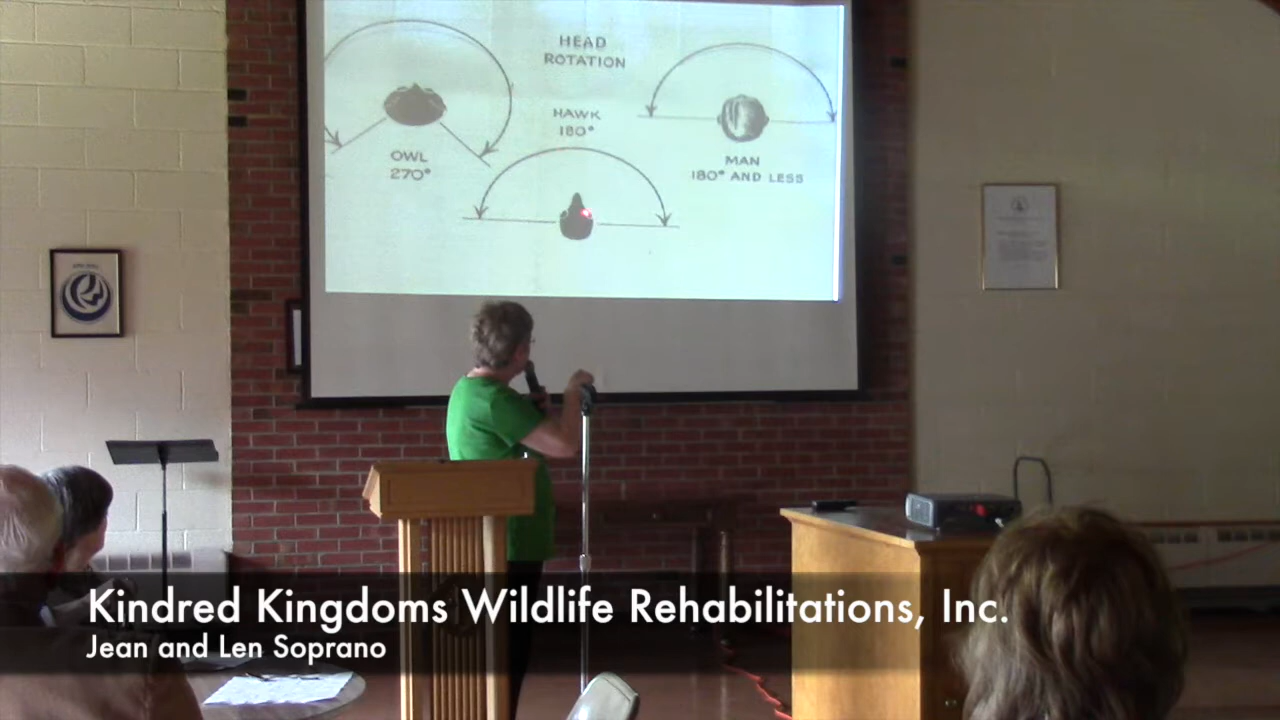 HEAD
ROTATION
OWL
270°
HAWK
180°
MAN
180° AND LESS
Kindred Kingdoms Wildlife Rehabilitations, Inc.
Jean and Len Soprano